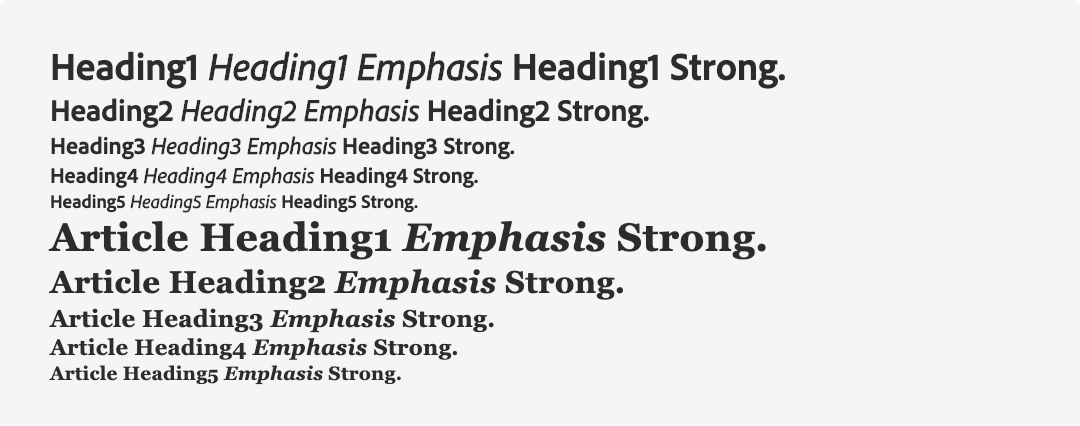 Heading1 Heading1 Emphasis Heading1 Strong.
Heading2 Heading2 Emphasis Heading2 Strong.
Heading3 Heading3 Emphasis Heading3 Strong.
Heading4 Heading4 Emphasis Heading4 Strong.
Heading5 Heading5 Emphasis Heading5 Strong.
Article Heading1 Emphasis Strong.
Article Heading2 Emphasis Strong.
Article Heading3 Emphasis Strong.
Article Heading4 Emphasis Strong.
Article Heading5 Emphasis Strong.